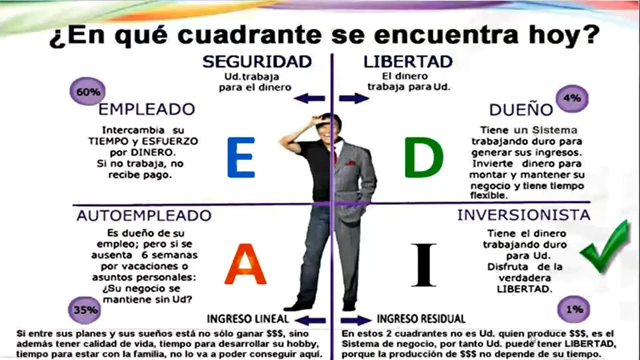 ¿En qué cuadrante se encuentra hoy?
SEGURIDAD
Ud.trabaja
para el dinero
LIBERTAD
El dinero
trabaja para Ud.
60%
EMPLEADO
Intercambia su
TIEMPO y ESFUERZO
por DINERO.
Si no trabaja, no
recibe pago.
E
D
4%
DUEÑO
Tiene un Sistema
trabajando duro para
generar sus ingresos.
Invierte dinero para
montar y mantener su
negocio y tiene tiempo
flexible.
AUTOEMPLEADO
Es dueño de su
empleo; pero si se
ausenta 6 semanas
por vacaciones o
asuntos personales:
¿Su negocio se
mantiene sin Ud?
35%
A
I
INVERSIONISTA
Tiene el dinero
trabajando duro
para Ud.
Disfruta de la
verdadera
LIBERTAD.
1%
INGRESO LINEAL
INGRESO RESIDUAL
Si entre sus planes y sus sueños está no sólo ganar $$$, sino
además tener calidad de vida, tiempo para desarrollar su hobby,
tiempo para estar con la familia, no lo va a poder conseguir aquí.
En estos 2 cuadrantes no es Ud. quien produce $$$, es el
Sistema de negocio, por tanto Ud. puede tener LIBERTAD,
porque la producción de $$$ no depende de su tiempo.